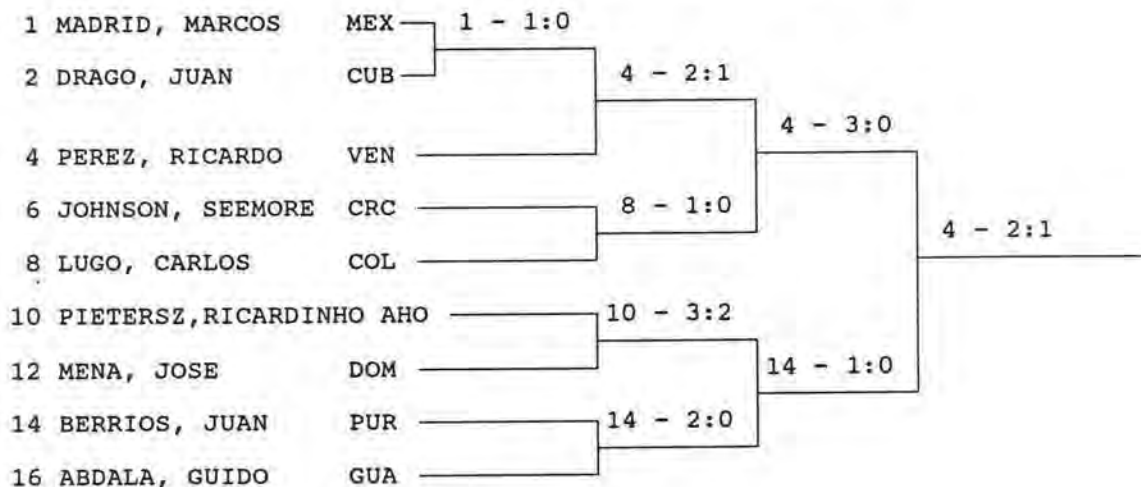 1 MADRID, MARCOS MEX 1 - 1:0
2 DRAGO, JUAN CUB 4 - 2:1
4 - 3:0
4 PEREZ, RICARDO VEN
6 JOHNSON, SEEMORE CRC 8 - 1:0
4 - 2:1
8 LUGO, CARLOS COL
10 PIETERSZ,RICARDINHO AHO 10 - 3:2
12 MENA, JOSE DOM 14 - 1:0
14 BERRIOS, JUAN PUR 14 - 2:0
16 ABDALA, GUIDO GUA